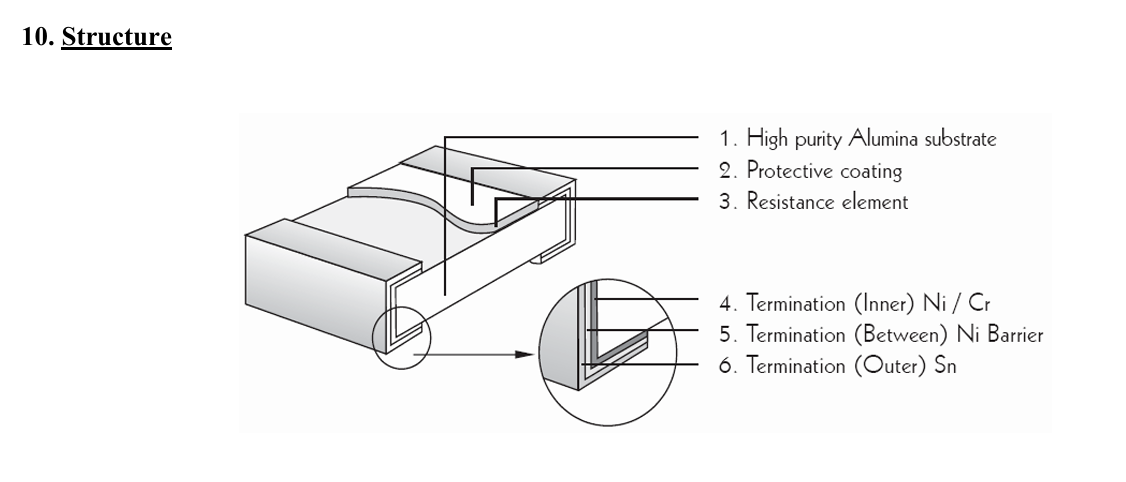 10. Structure
1. High purity Alumina substrate
2. Protective coating
3. Resistance element
4. Termination (Inner) Ni / Cr
5. Termination (Between) Ni Barrier
6. Termination (Outer) Sn